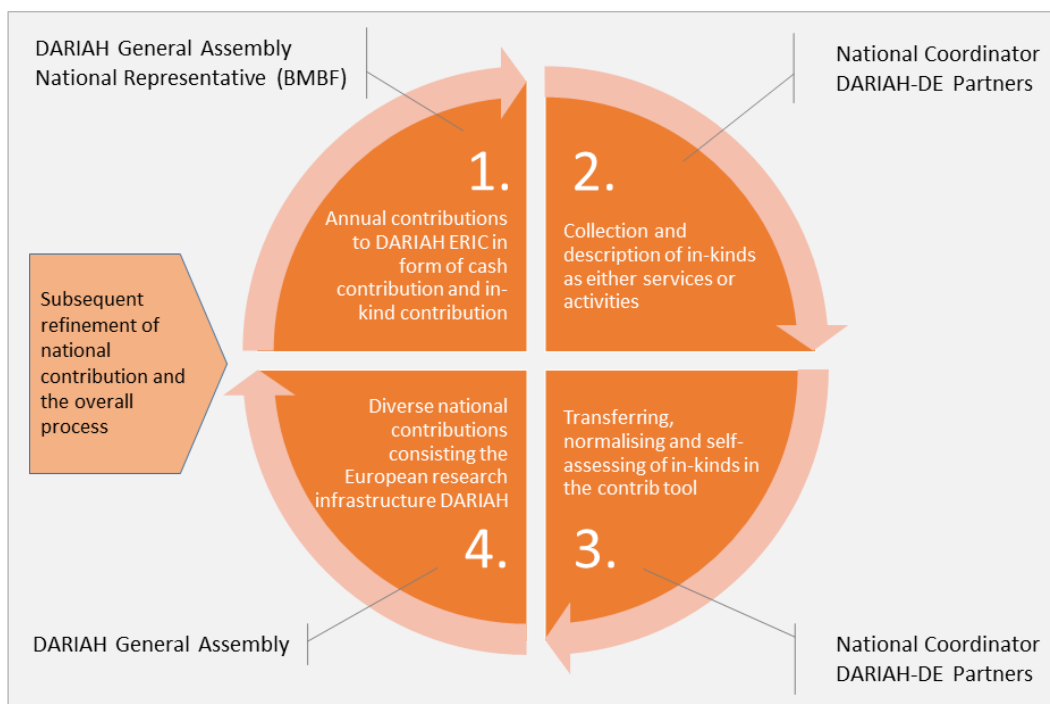 DARIAH General Assembly
National Representative (BMBF)
National Coordinator
DARIAH-DE Partners
1.
Annual contributions
to DARIAH ERIC in
form of cash
contribution and in-
kind contribution
2.
Collection and
description of in-kinds
as either services or
activities
Subsequent
refinement of
national
contribution and
the overall
process
Diverse national
contributions
consisting the
European research
infrastructure DARIAH
4.
Transferring,
normalising and self-
assessing of in-kinds in
the contrib tool
3.
DARIAH General Assembly
National Coordinator
DARIAH-DE Partners